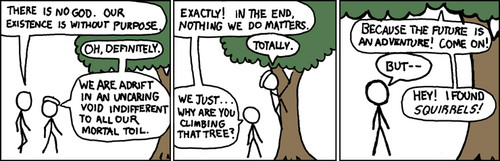 THERE IS NO GOD. OUR
EXISTENCE IS WITHOUT PURPOSE.
OH, DEFINITELY.
WE ARE ADRIFT
IN AN UNCARING
VOID INDIFFERENT
TO ALL OUR
MORTAL TOIL.
EXACTLY! IN THE END,
NOTHING WE DO MATTERS.
TOTALLY.
WE JUST...
WHY ARE YOU
CLIMBING
THAT TREE?
BECAUSE THE FUTURE IS
AN ADVENTURE! COME ON!
BUT--
HEY! I FOUND
SQUIRRELS!